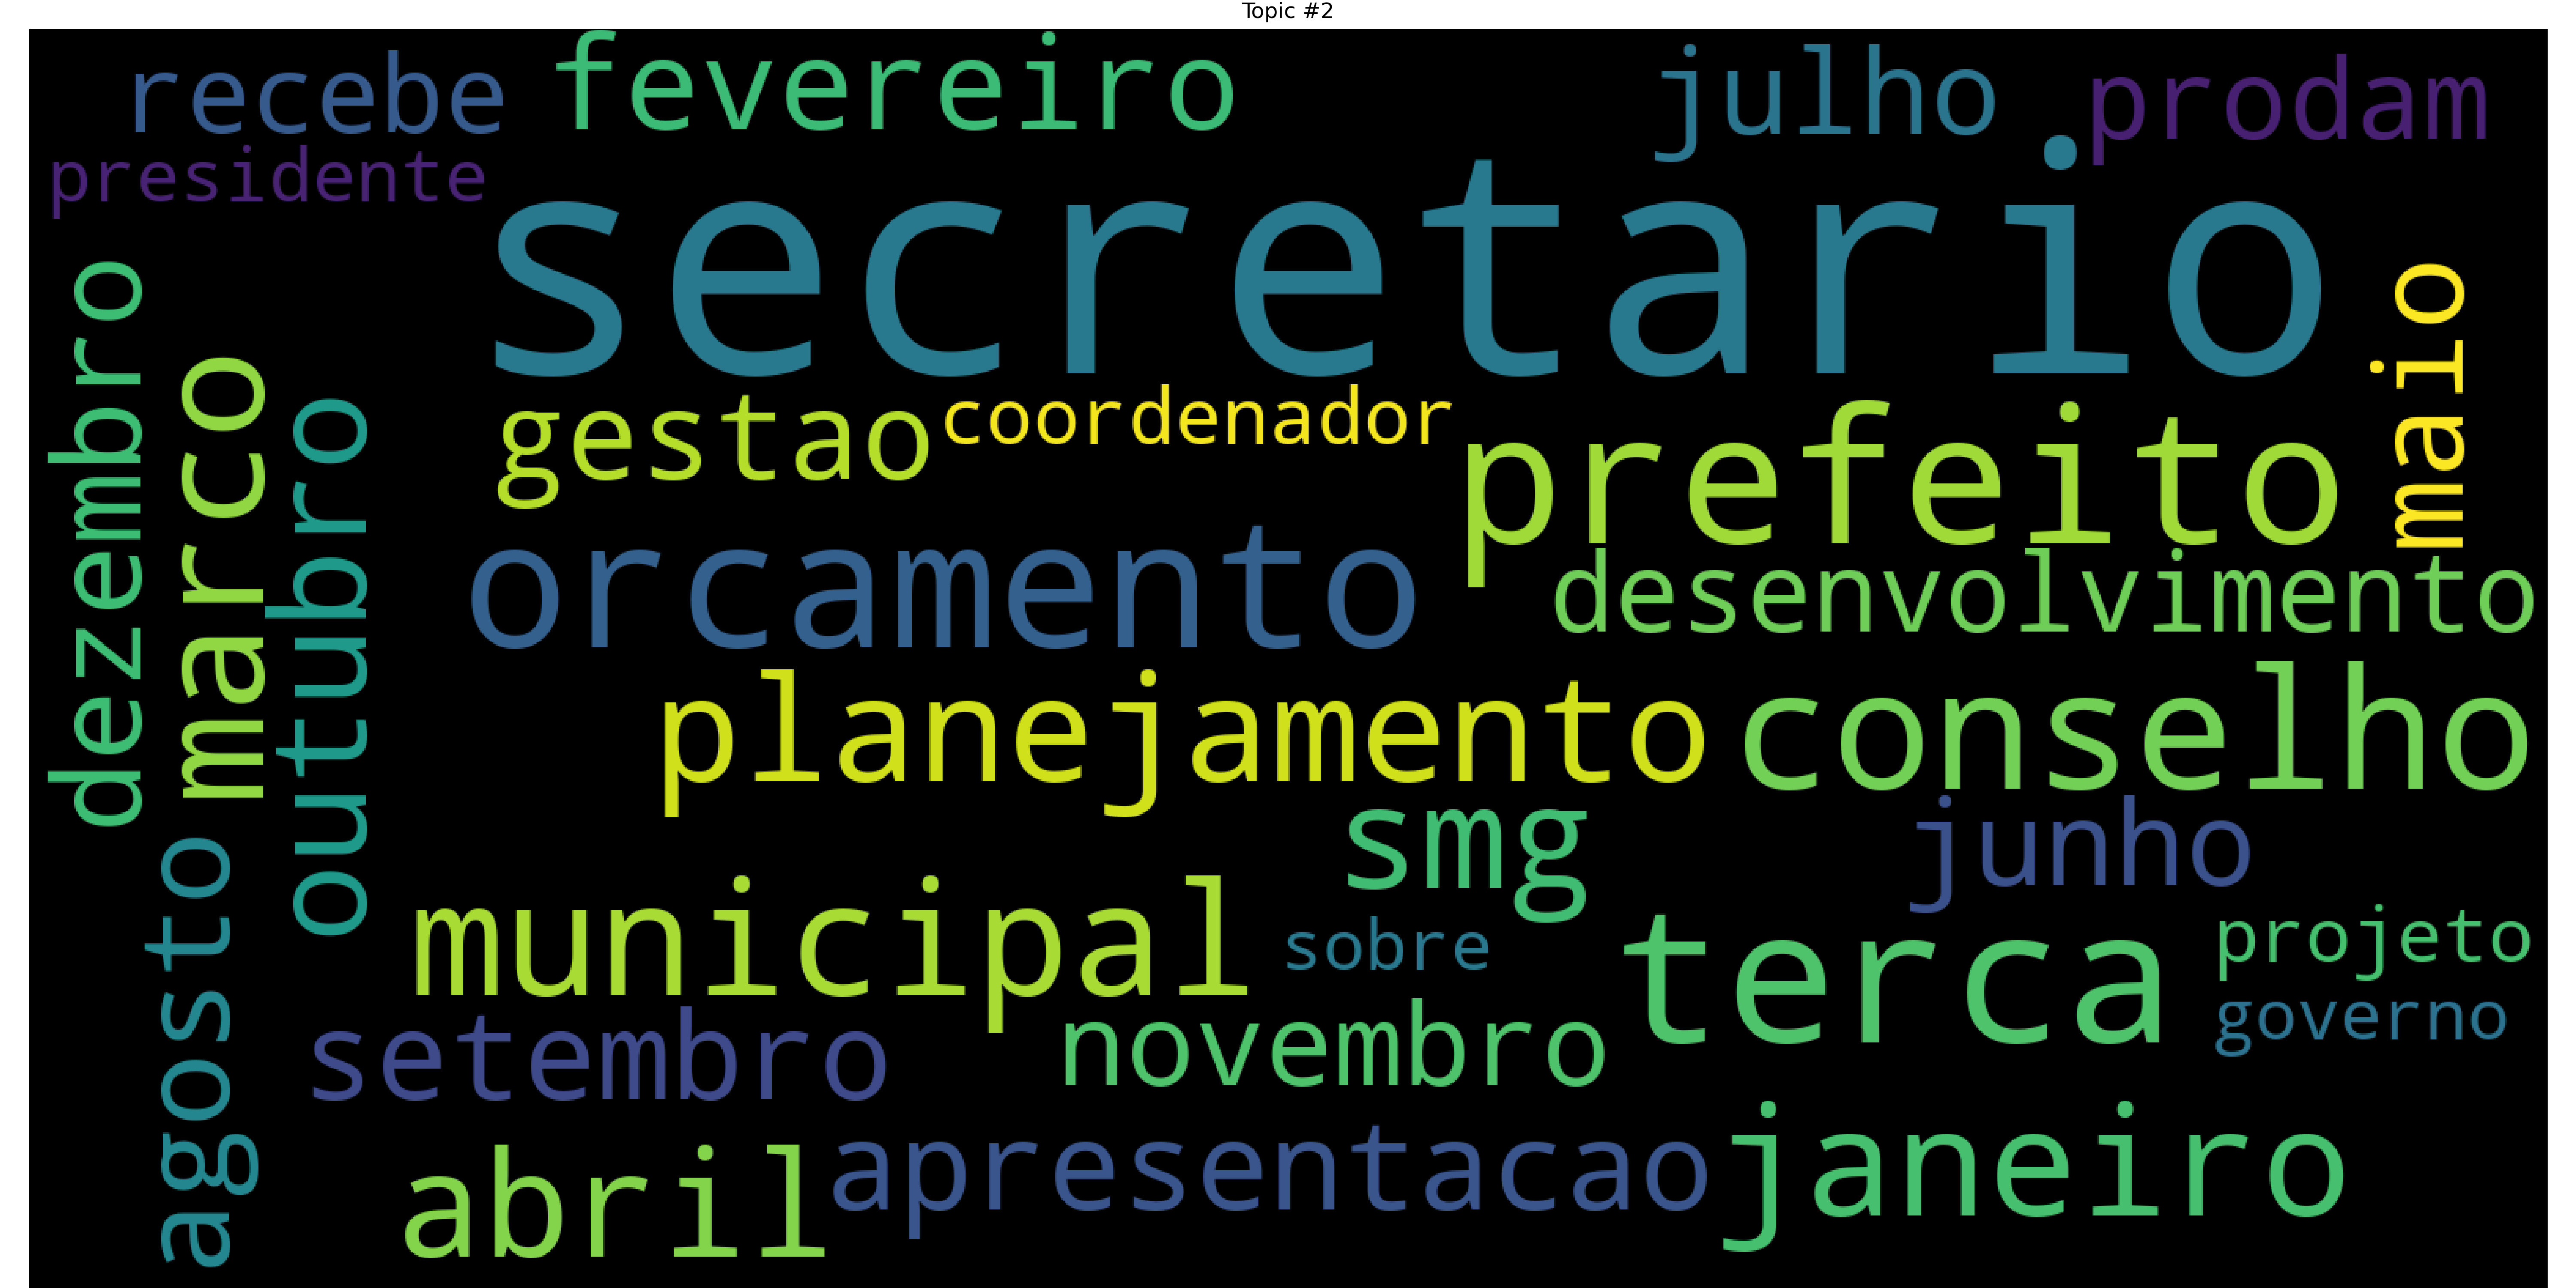 Topic #2
recebe
fevereiro
julho
prodam
presidente
secretario
dezembro
marco
outubro
maio
gestao
coordenador
prefeito
orcamento
desenvolvimento
planejamento
conselho
smg
junho
agosto
municipal
sobre
terca
projeto
governo
setembro
novembro
abril
apresentacao
janeiro